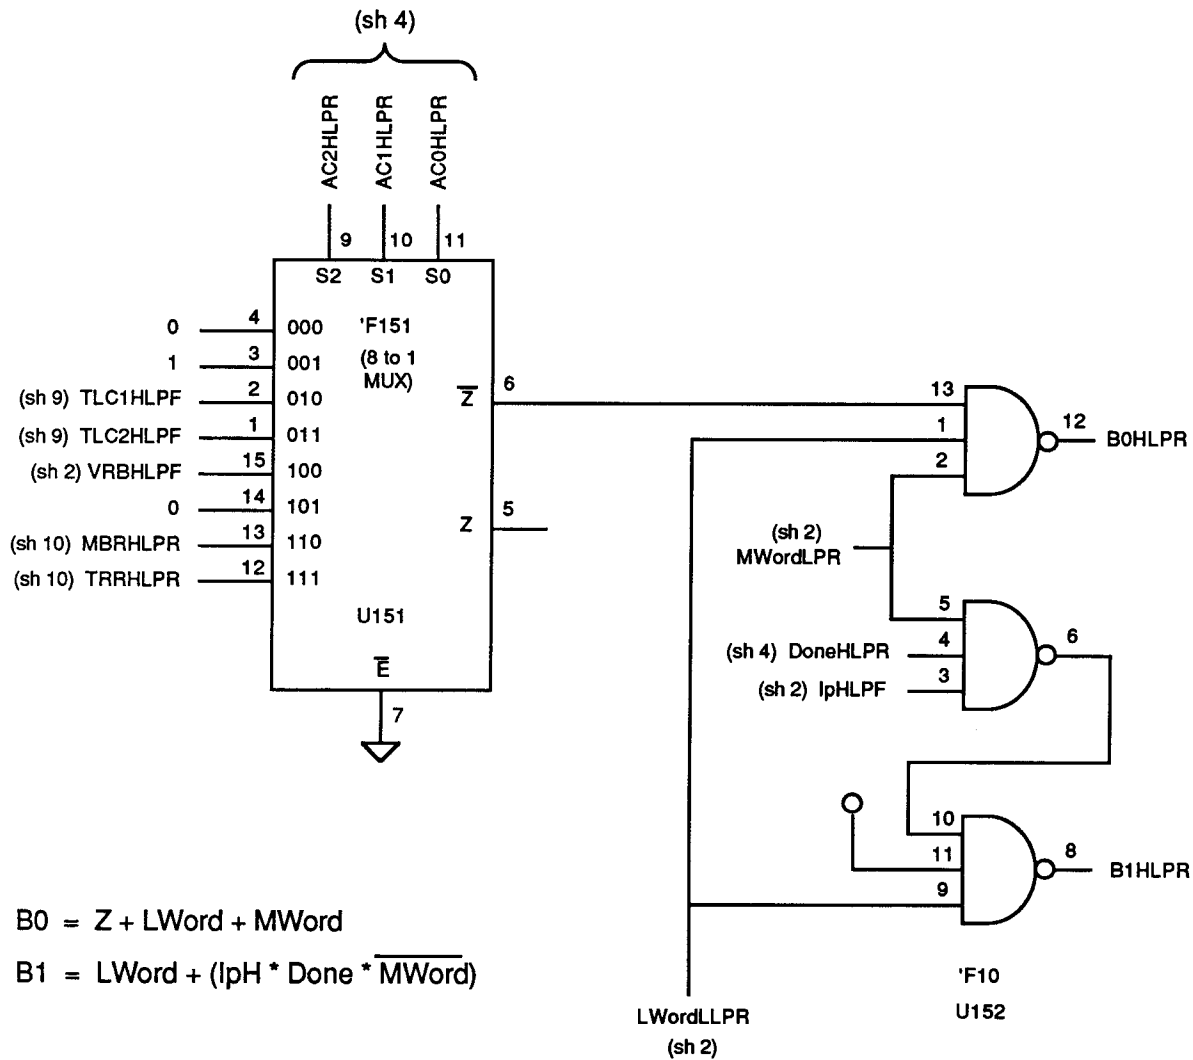 (sh 4)
AC2HLPR
AC1HLPR
AC0HLPR
9 10 11
S2 S1 S0
0 4 000 'F151
1 3 001 (8 to 1
MUX)
(sh 9) TLC1HLPF 2 010 Z 6
(sh 9) TLC2HLPF 1 011
(sh 2) VRBHLPF 15 100
0 14 101 Z 5
(sh 10) MBRHLPR 13 110
(sh 10) TRRHLPR 12 111
U151
E
7
13
1 12 B0HLPR
2
(sh 2)
MWordLPR
5
(sh 4) DoneHLPR 4 6
(sh 2) IpHLPF 3
10
11 8 B1HLPR
9
B0 = Z + LWord + MWord
B1 = LWord + (IpH * Done * MWord)
'F10
U152
LWordLLPR
(sh 2)